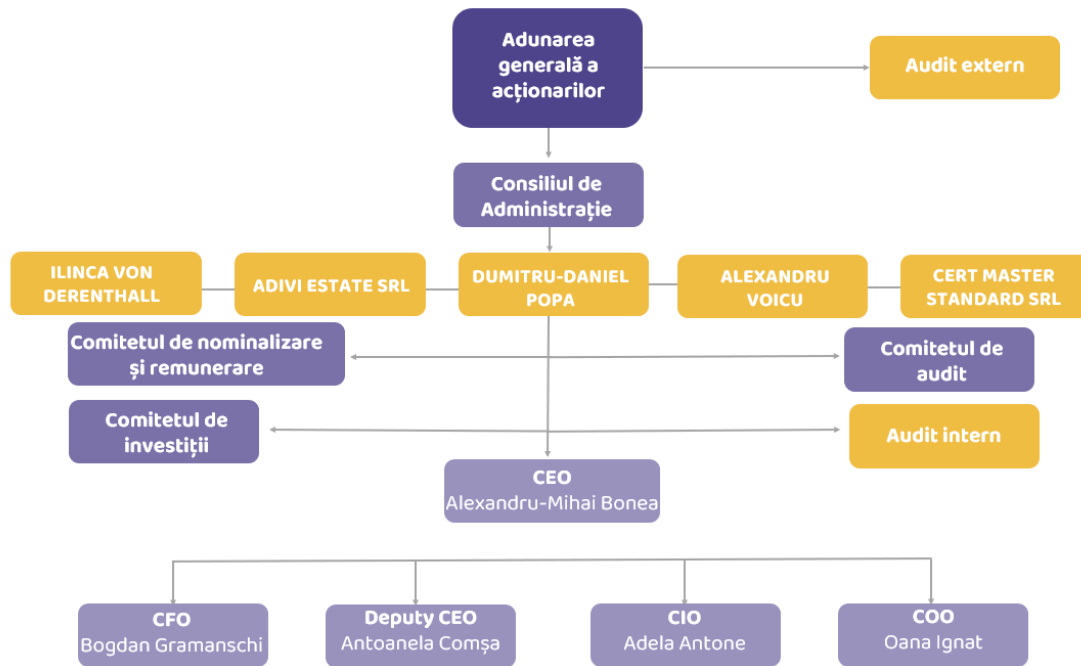 Adunarea
generală a
acționarilor
Audit extern
Consiliul de
Administrație
ILINCA VON
DERENTHALL
ADIVI ESTATE SRL
DUMITRU-DANIEL
POPA
ALEXANDRU
VOICU
CERT MASTER
STANDARD SRL
Comitetul de nominalizare
și remunerare
Comitetul de
audit
Comitetul de
investiții
Audit intern
CEO
Alexandru-Mihai Bonea
CFO
Bogdan Gramanschi
Deputy CEO
Antoanela Comșa
CIO
Adela Antone
COO
Oana Ignat